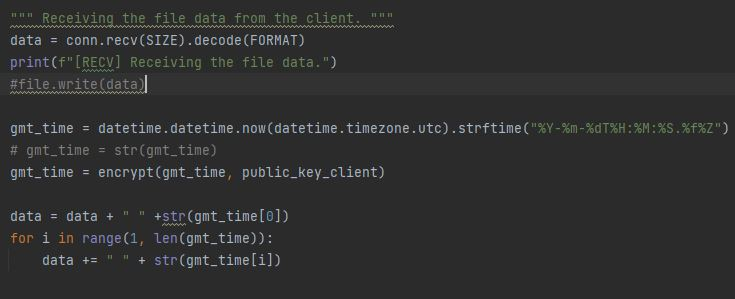 """ Receiving the file data from the client. """
data = conn.recv(SIZE).decode(FORMAT)
print(f"[RECV] Receiving the file data.")
#file.write(data)
gmt_time = datetime.datetime.now(datetime.timezone.utc).strftime("%Y-%m-%dT%H:%M:%S.%f%Z")
# gmt_time = str(gmt_time)
gmt_time = encrypt(gmt_time, public_key_client)
data = data + " " +str(gmt_time[0])
for i in range(1, len(gmt_time)):
    data += " " + str(gmt_time[i])